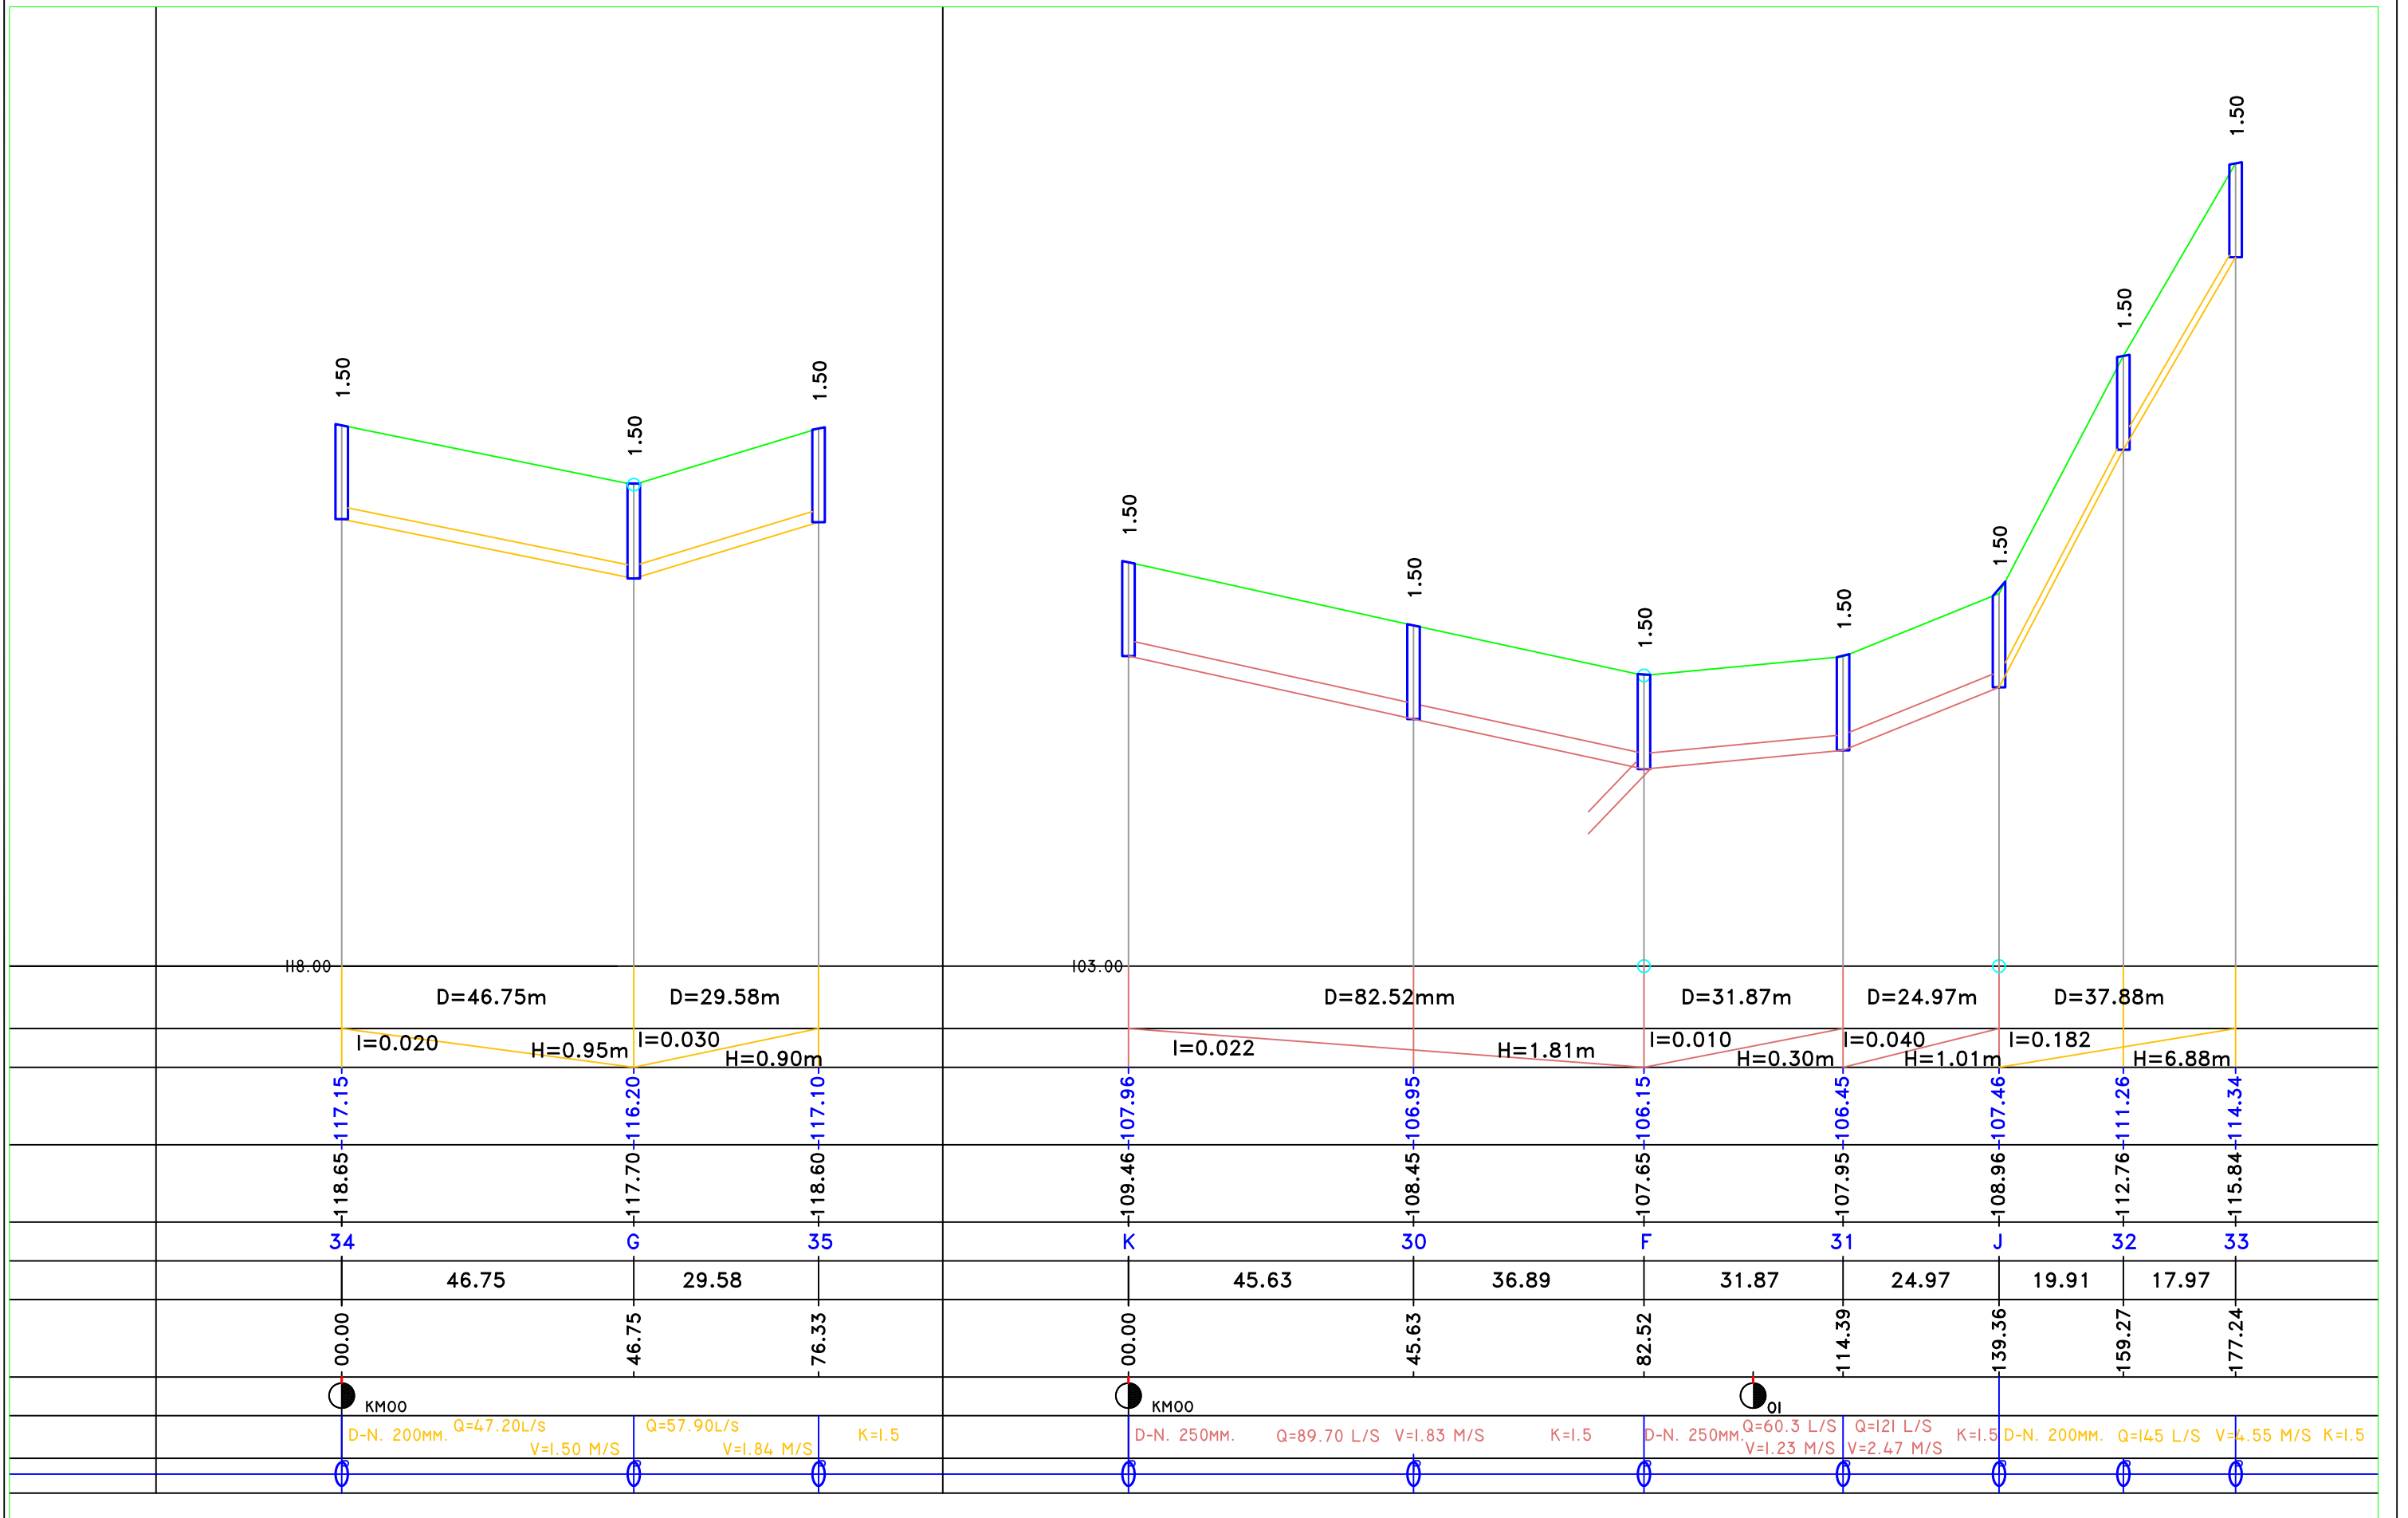 1.50
1.50
1.50
1.50
1.50
1.50
1.50
1.50
1.50
1.50
118.00
103.00
D=46.75m D=29.58m D=82.52mm D=31.87m D=24.97m D=37.88m
I=0.020 H=0.95m I=0.030 H=0.90m I=0.022 H=1.81m I=0.010 H=0.30m I=0.040 H=1.01m I=0.182 H=6.88m
117.15 116.20 117.10 107.96 106.95 106.15 106.45 107.46 111.26 114.34
118.65 117.70 118.60 109.46 108.45 107.65 107.95 108.96 112.76 115.84
34 G 35 K 30 F 31 J 32 33
46.75 29.58 45.63 36.89 31.87 24.97 19.91 17.97
00.00 46.75 76.33 00.00 45.63 82.52 114.39 139.36 159.27 177.24
KM00 KM00 01
D-N. 200MM. Q=47.20L/S V=1.50 M/S Q=57.90L/S V=1.84 M/S K=1.5
D-N. 250MM. Q=89.70 L/S V=1.83 M/S K=1.5
D-N. 250MM. Q=60.3 L/S V=1.23 M/S Q=121 L/S V=2.47 M/S K=1.5
D-N. 200MM. Q=145 L/S V=4.55 M/S K=1.5